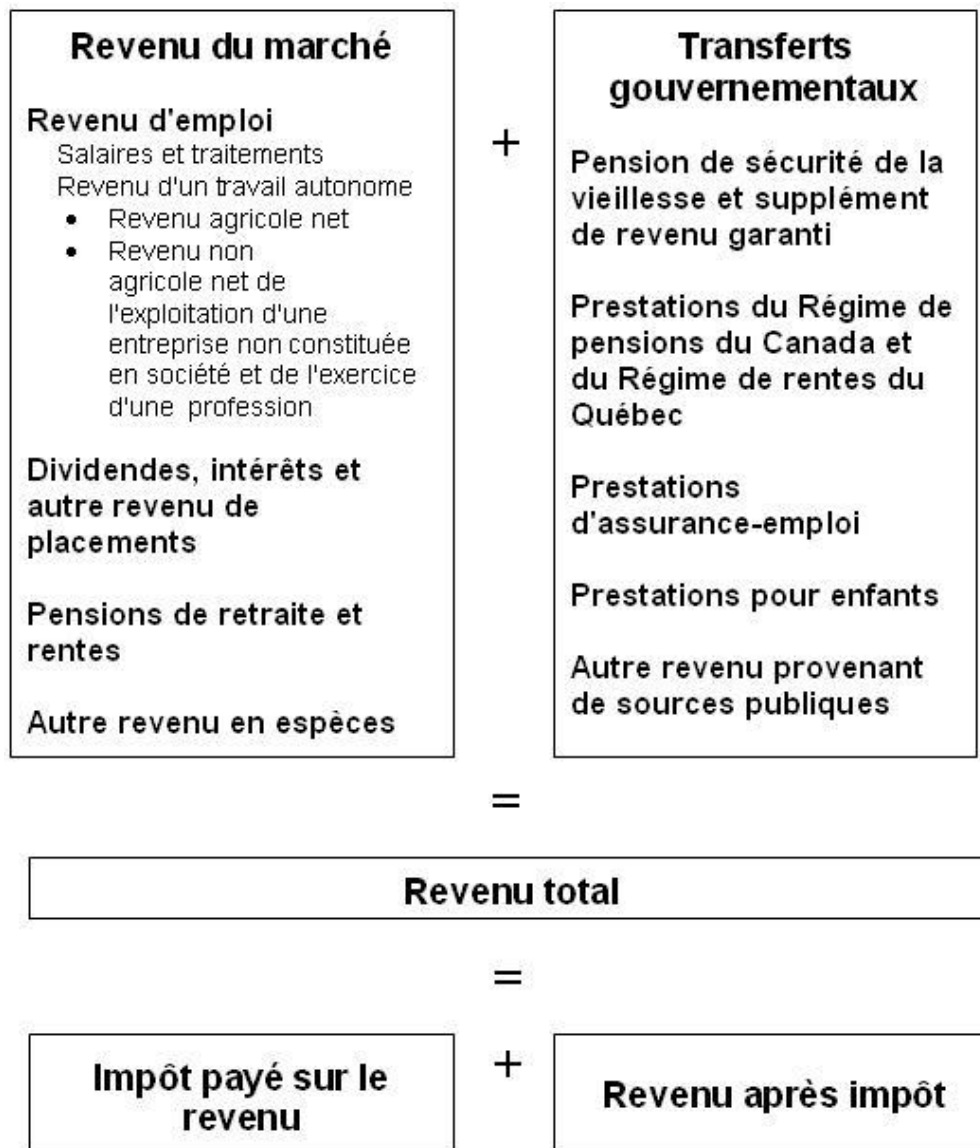 Revenu du marché
Revenu d'emploi
Salaires et traitements
Revenu d'un travail autonome
• Revenu agricole net
• Revenu non
agricole net de
l'exploitation d'une
entreprise non constituée
en société et de l'exercice
d'une profession
Dividendes, intérêts et
autre revenu de
placements
Pensions de retraite et
rentes
Autre revenu en espèces
+
Transferts
gouvernementaux
Pension de sécurité de la
vieillesse et supplément
de revenu garanti
Prestations du Régime de
pensions du Canada et
du Régime de rentes du
Québec
Prestations
d'assurance-emploi
Prestations pour enfants
Autre revenu provenant
de sources publiques
=
Revenu total
=
Impôt payé sur le
revenu
+
Revenu après impôt